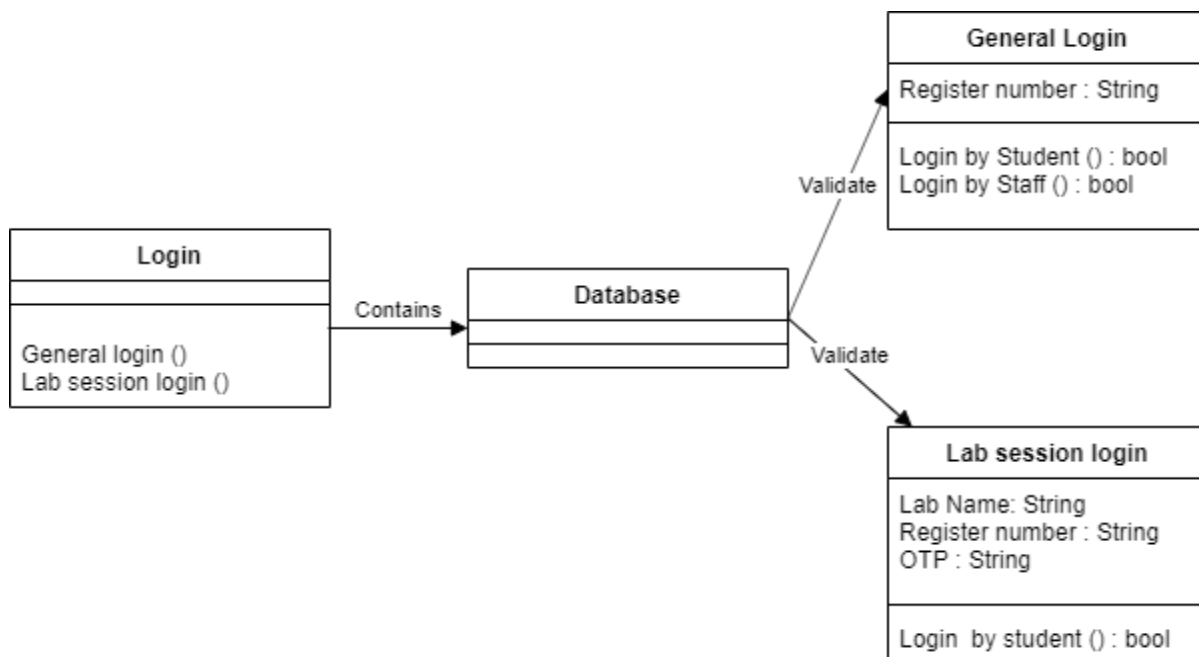 Login
General login ()
Lab session login ()
Contains
Database
Validate
Validate
General Login
Register number : String
Login by Student () : bool
Login by Staff () : bool
Lab session login
Lab Name: String
Register number : String
OTP : String
Login  by student () : bool